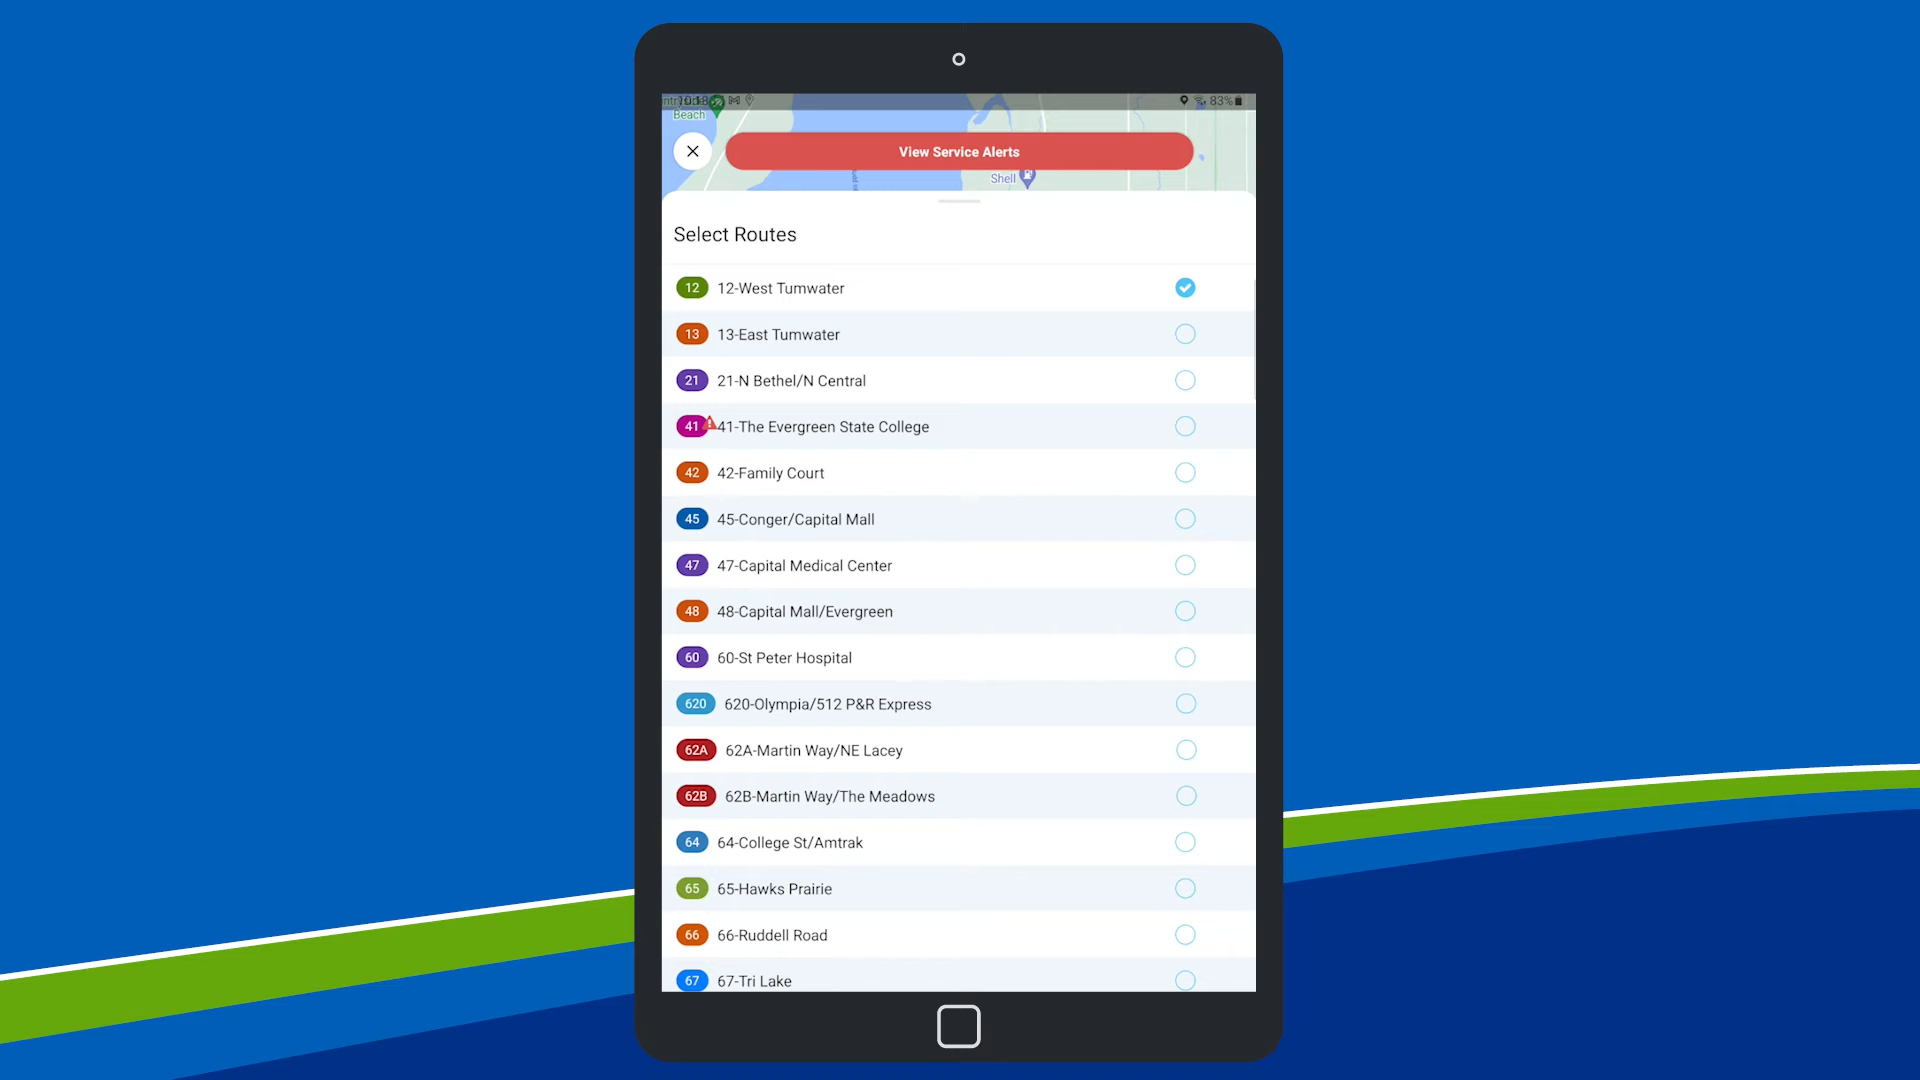 83%
Beach
View Service Alerts
Shell
Select Routes
12 12-West Tumwater
13 13-East Tumwater
21 21-N Bethel/N Central
41 41-The Evergreen State College
42 42-Family Court
45 45-Conger/Capital Mall
47 47-Capital Medical Center
48 48-Capital Mall/Evergreen
60 60-St Peter Hospital
620 620-Olympia/512 P&R Express
62A 62A-Martin Way/NE Lacey
62B 62B-Martin Way/The Meadows
64 64-College St/Amtrak
65 65-Hawks Prairie
66 66-Ruddell Road
67 67-Tri Lake